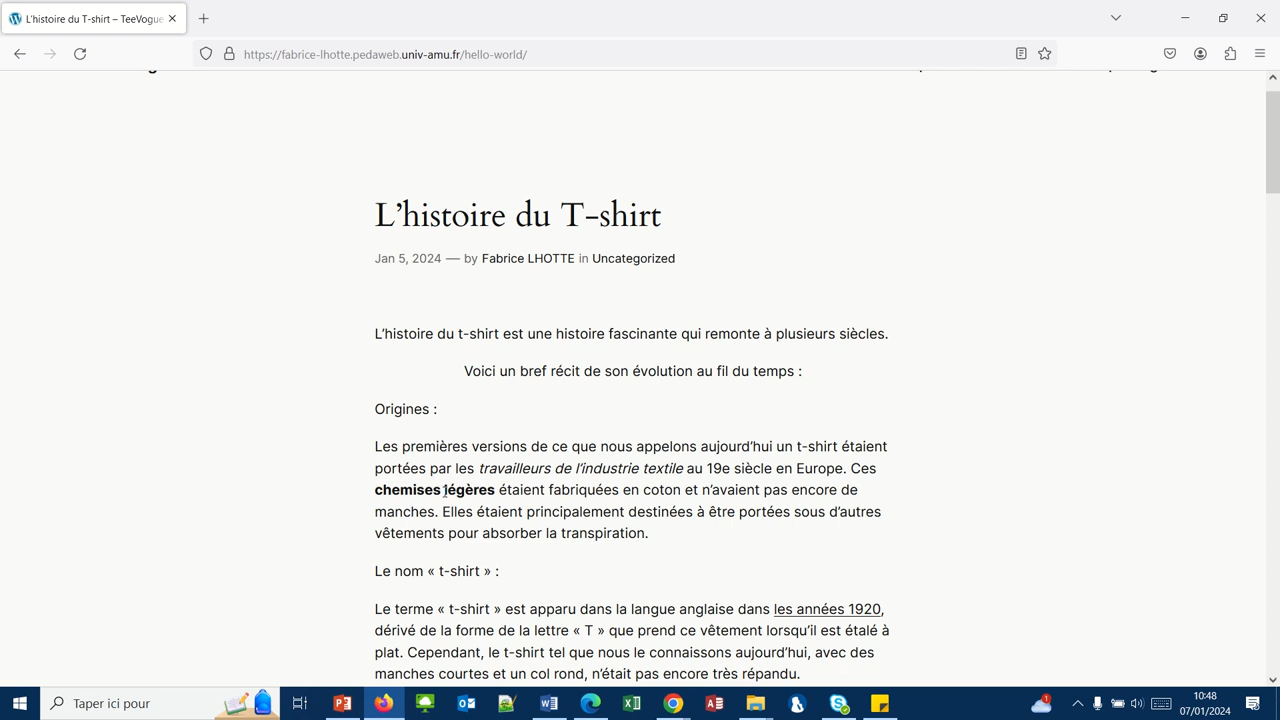 L'histoire du T-shirt – TeeVogue
https://fabrice-lhotte.pedaweb.univ-amu.fr/hello-world/
L'histoire du T-shirt
Jan 5, 2024 — by Fabrice LHOTTE in Uncategorized
L'histoire du t-shirt est une histoire fascinante qui remonte à plusieurs siècles.
Voici un bref récit de son évolution au fil du temps :
Origines :
Les premières versions de ce que nous appelons aujourd'hui un t-shirt étaient
portées par les travailleurs de l'industrie textile au 19e siècle en Europe. Ces
chemises légères étaient fabriquées en coton et n'avaient pas encore de
manches. Elles étaient principalement destinées à être portées sous d'autres
vêtements pour absorber la transpiration.
Le nom « t-shirt » :
Le terme « t-shirt » est apparu dans la langue anglaise dans les années 1920,
dérivé de la forme de la lettre « T » que prend ce vêtement lorsqu'il est étalé à
plat. Cependant, le t-shirt tel que nous le connaissons aujourd'hui, avec des
manches courtes et un col rond, n'était pas encore très répandu.
Taper ici pour
10:48
07/01/2024